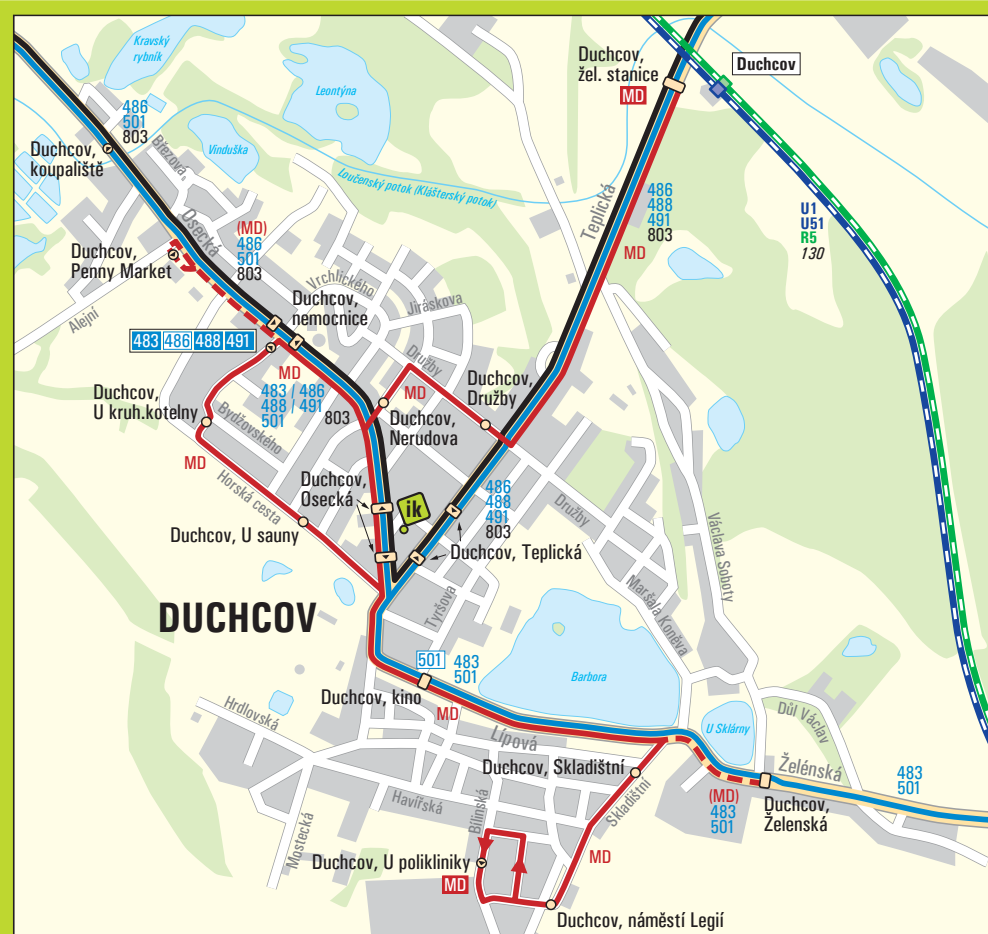 Kravský
rybník
Leontýna
Vinduška
Loučenský potok (Klášterský potok)
486
501
803
Duchcov,
koupaliště
Březová
Osecká
Duchcov,
žel. stanice
MD
Duchcov
Teplická
486
488
491
803
MD
U1
U51
R5
130
Duchcov,
Penny Market
(MD)
486
501
803
Alejní
Vrchlického
Jiráskova
Duchcov,
nemocnice
483 486 488 491
MD
483 / 486
488 / 491
501
803
Družby
MD
Duchcov,
Družby
Duchcov,
Nerudova
Duchcov,
U kruh.kotelny
Bydžovského
MD
Horská cesta
Duchcov,
Osecká
ik
486
488
491
803
Družby
Duchcov, U sauny
Duchcov, Teplická
Václava Soboty
Maršála Koněva
Tyršova
DUCHCOV
501
483
501
Duchcov, kino
MD
Barbora
U Sklárny
Důl Václav
Hrdlovská
Lípová
Duchcov, Skladištní
Želénská
483
501
Havířská
Bílinská
Skladištní
(MD)
483
501
Duchcov,
Želenská
Mostecká
Duchcov, U polikliniky
MD
MD
Duchcov, náměstí Legií